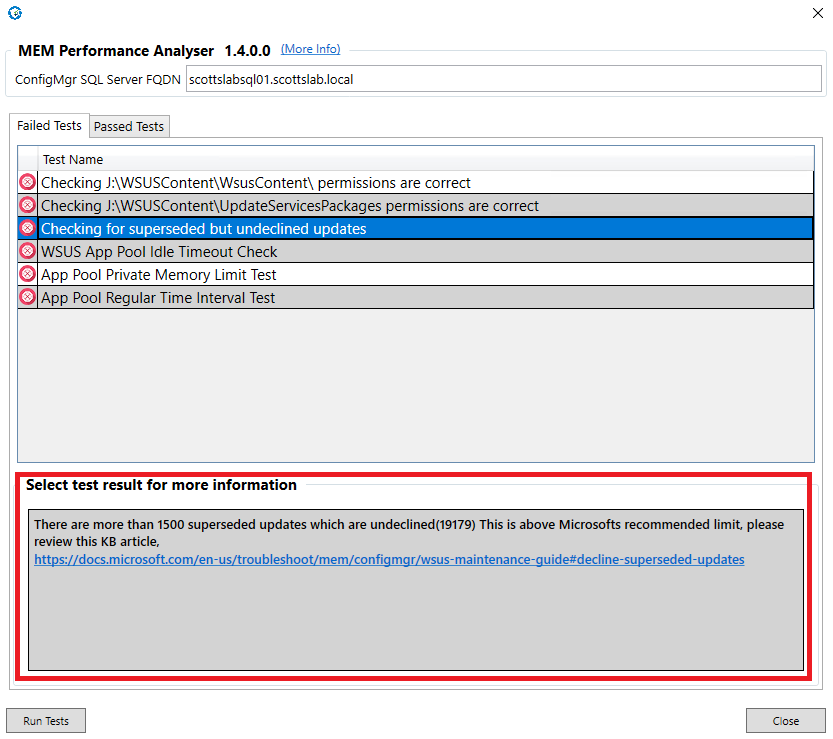 MEM Performance Analyser 1.4.0.0 (More Info)
ConfigMgr SQL Server FQDN scottslabsql01.scottslab.local
Failed Tests Passed Tests
Test Name
Checking J:\WSUSContent\WsusContent\ permissions are correct
Checking J:\WSUSContent\UpdateServicesPackages permissions are correct
Checking for superseded but undeclined updates
WSUS App Pool Idle Timeout Check
App Pool Private Memory Limit Test
App Pool Regular Time Interval Test
Select test result for more information
There are more than 1500 superseded updates which are undeclined(19179) This is above Microsofts recommended limit, please
review this KB article,
https://docs.microsoft.com/en-us/troubleshoot/mem/configmgr/wsus-maintenance-guide#decline-superseded-updates
Run Tests Close